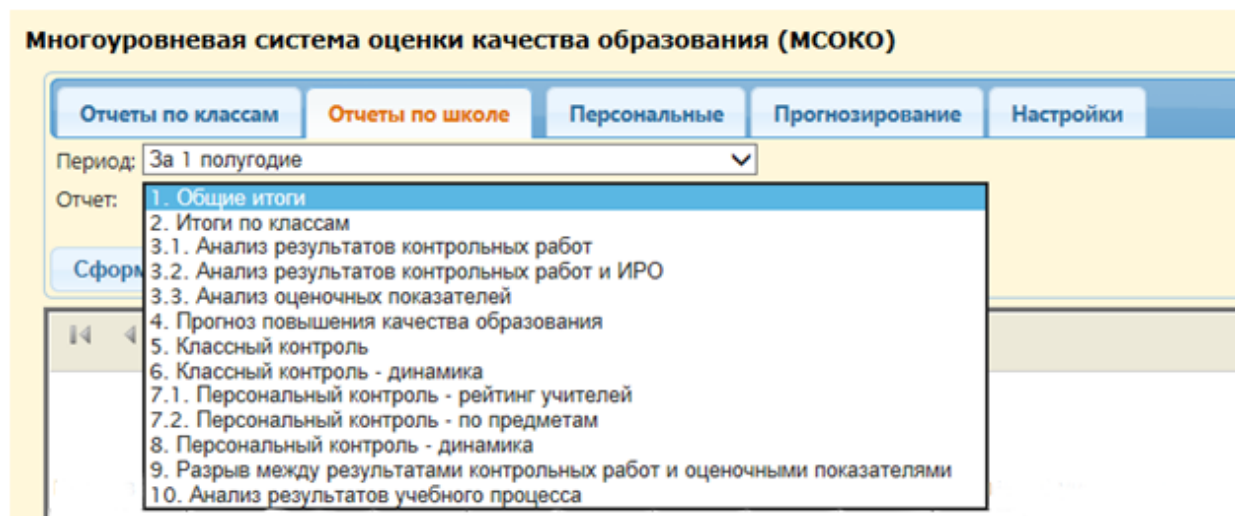 Многоуровневая система оценки качества образования (МСОКО)
Отчеты по классам Отчеты по школе Персональные Прогнозирование Настройки
Период: За 1 полугодие
Отчет: 1. Общие итоги
2. Итоги по классам
3.1. Анализ результатов контрольных работ
Сформ 3.2. Анализ результатов контрольных работ и ИРО
3.3. Анализ оценочных показателей
4. Прогноз повышения качества образования
5. Классный контроль
6. Классный контроль - динамика
7.1. Персональный контроль - рейтинг учителей
7.2. Персональный контроль - по предметам
8. Персональный контроль - динамика
9. Разрыв между результатами контрольных работ и оценочными показателями
10. Анализ результатов учебного процесса